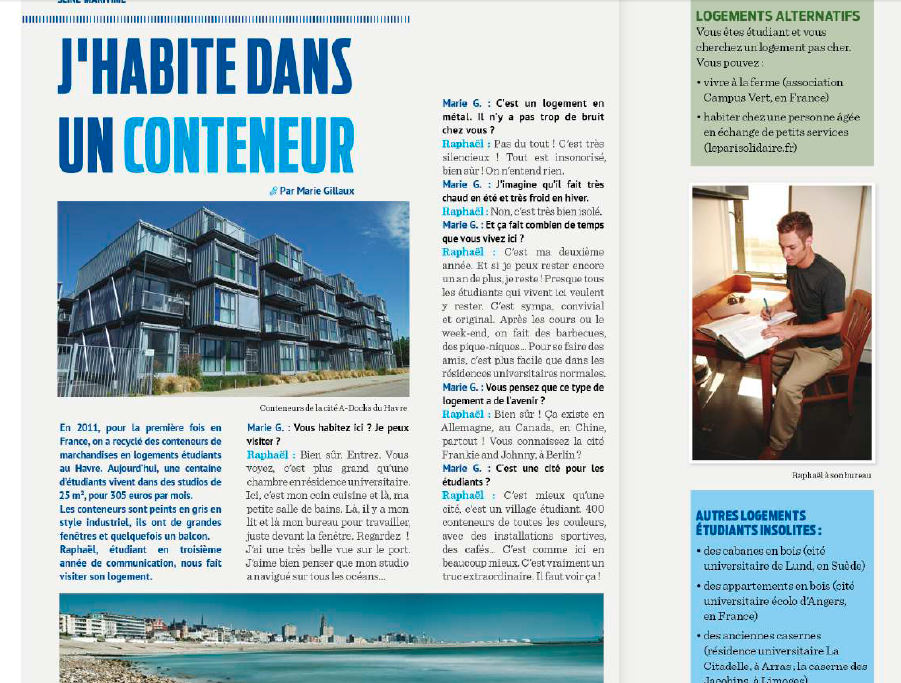 SEINE-MARITIME
J'HABITE DANS
UN CONTENEUR
Par Marie Gillaux
Conteneurs de la cité A-Docks du Havre
En 2011, pour la première fois en
France, on a recyclé des conteneurs de
marchandises en logements étudiants
au Havre. Aujourd'hui, une centaine
d'étudiants vivent dans des studios de
25 m², pour 305 euros par mois.
Les conteneurs sont peints en gris en
style industriel, ils ont de grandes
fenêtres et quelquefois un balcon.
Raphaël, étudiant en troisième
année de communication, nous fait
visiter son logement.
Marie G. : Vous habitez ici ? Je peux
visiter ?
Raphaël : Bien sûr. Entrez. Vous
voyez, c'est plus grand qu'une
chambre en résidence universitaire.
Ici, c'est mon coin cuisine et là, ma
petite salle de bains. Là, il y a mon
lit et là mon bureau pour travailler,
juste devant la fenêtre. Regardez !
J'ai une très belle vue sur le port.
J'aime bien penser que mon studio
a navigué sur tous les océans...
Marie G. : C'est un logement en
métal. Il n'y a pas trop de bruit
chez vous ?
Raphaël : Pas du tout ! C'est très
silencieux ! Tout est insonorisé,
bien sûr ! On n'entend rien.
Marie G. : J'imagine qu'il fait très
chaud en été et très froid en hiver.
Raphaël : Non, c'est très bien isolé.
Marie G. : Et ça fait combien de temps
que vous vivez ici ?
Raphaël : C'est ma deuxième
année. Et si je peux rester encore
un an de plus, je reste ! Presque tous
les étudiants qui vivent ici veulent
y rester. C'est sympa, convivial
et original. Après les cours ou le
week-end, on fait des barbecues,
des pique-niques... Pour se faire des
amis, c'est plus facile que dans les
résidences universitaires normales.
Marie G. : Vous pensez que ce type de
logement a de l'avenir ?
Raphaël : Bien sûr ! Ça existe en
Allemagne, au Canada, en Chine,
partout ! Vous connaissez la cité
Frankie and Johnny, à Berlin ?
Marie G. : C'est une cité pour les
étudiants ?
Raphaël : C'est mieux qu'une
cité, c'est un village étudiant. 400
conteneurs de toutes les couleurs,
avec des installations sportives,
des cafés... C'est comme ici en
beaucoup mieux. C'est vraiment un
truc extraordinaire. Il faut voir ça !
LOGEMENTS ALTERNATIFS
Vous êtes étudiant et vous
cherchez un logement pas cher.
Vous pouvez :
• vivre à la ferme (association
Campus Vert, en France)
• habiter chez une personne âgée
en échange de petits services
(leparisolidaire.fr)
Raphaël à son bureau
AUTRES LOGEMENTS
ÉTUDIANTS INSOLITES :
• des cabanes en bois (cité
universitaire de Lund, en Suède)
• des appartements en bois (cité
universitaire écolo d'Angers,
en France)
• des anciennes casernes
(résidence universitaire La
Citadelle, à Arras ; la caserne des
Jacobins, à Limoges)